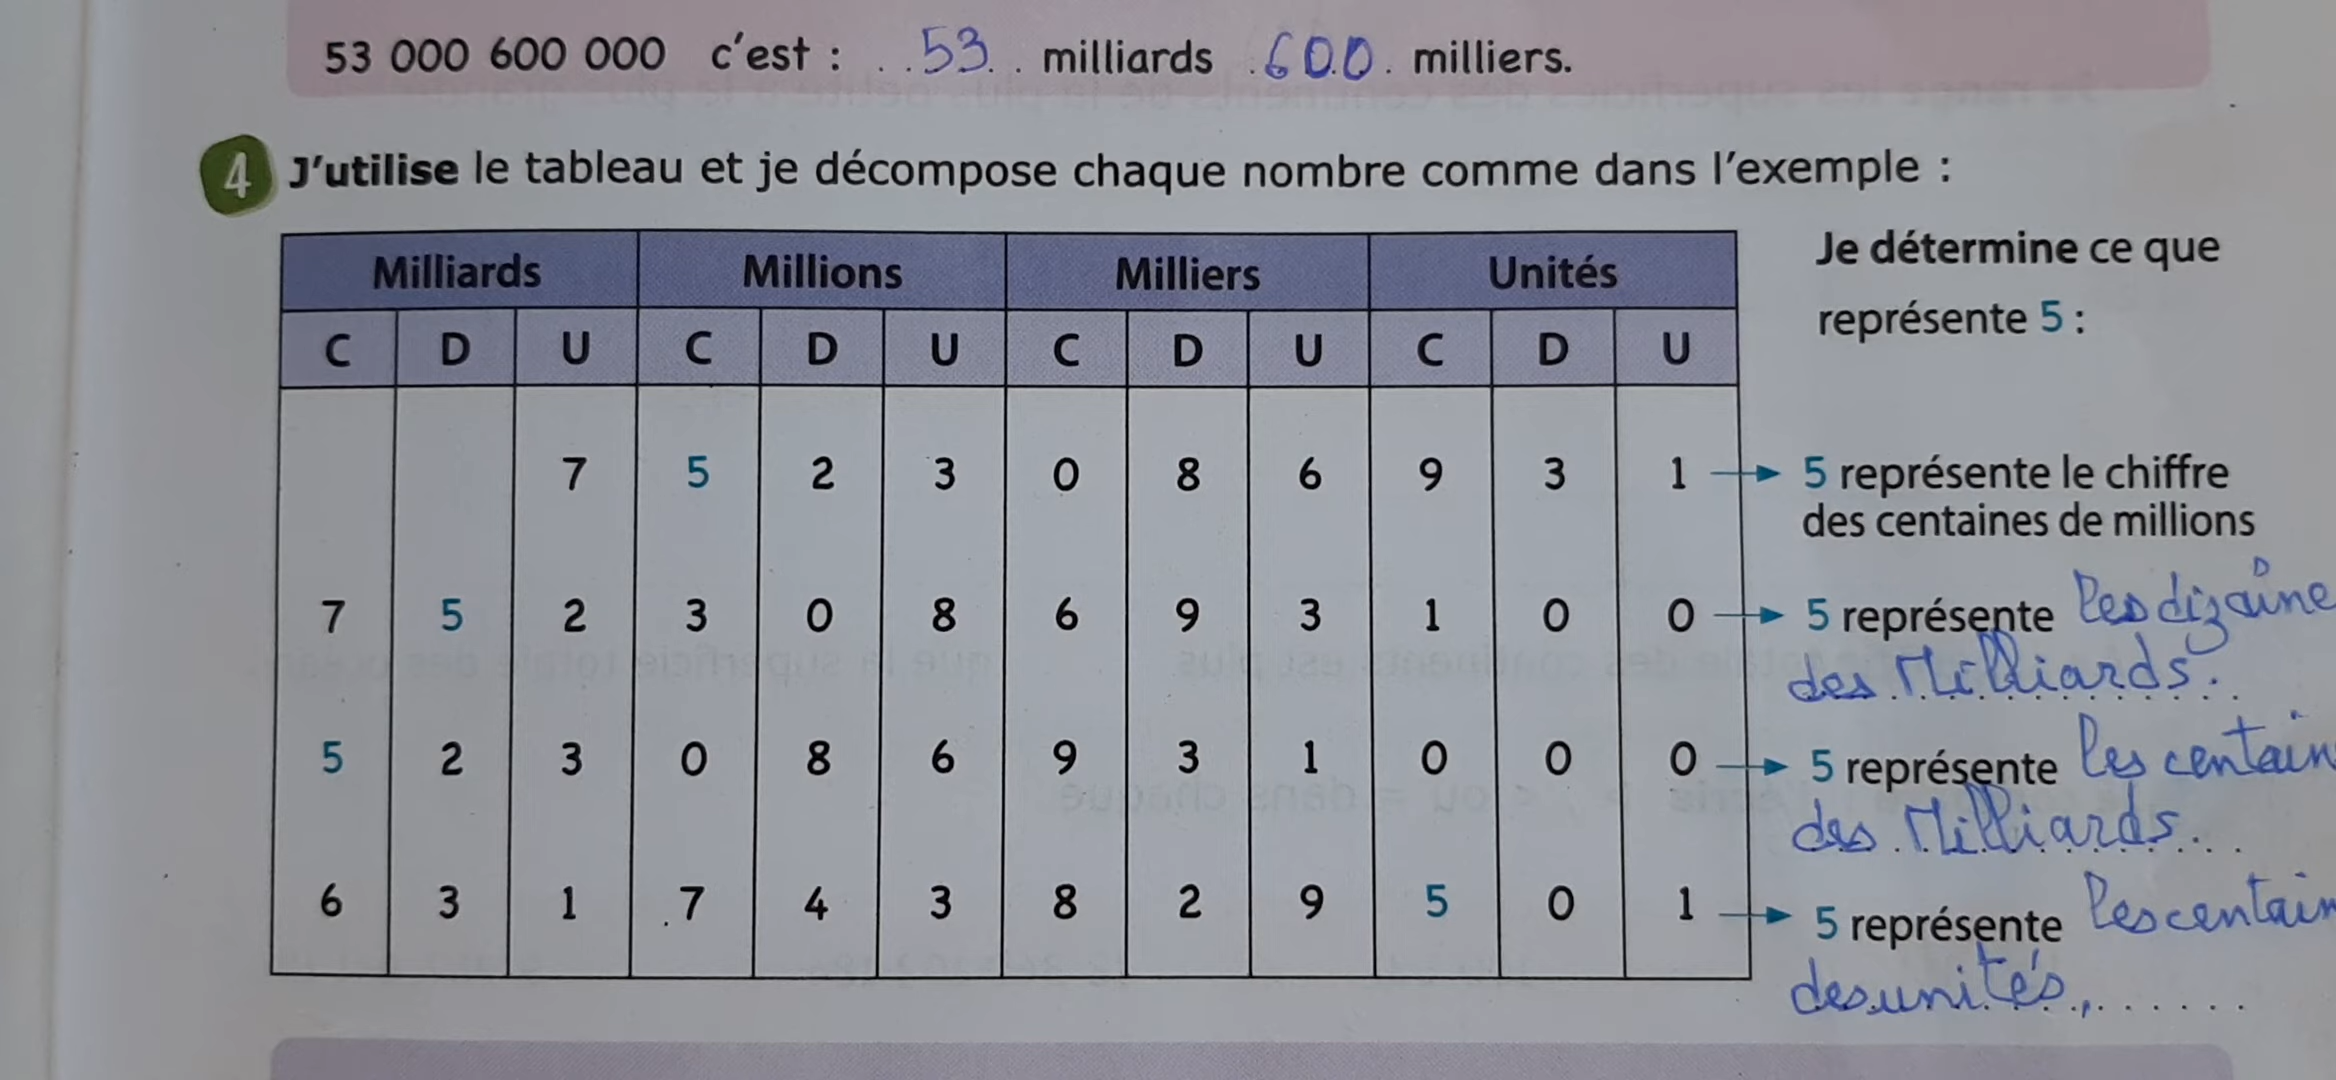 53 000 600 000 c'est : ..53.. milliards .600. milliers.
4 J'utilise le tableau et je décompose chaque nombre comme dans l'exemple :
Milliards Millions Milliers Unités
C D U C D U C D U C D U
7 5 2 3 0 8 6 9 3 1
7 5 2 3 0 8 6 9 3 1 0 0
5 2 3 0 8 6 9 3 1 0 0 0
6 3 1 7 4 3 8 2 9 5 0 1
Je détermine ce que
représente 5 :
5 représente le chiffre
des centaines de millions
5 représente les dizaine
des Milliards.
5 représente les centain
des Milliards...
5 représente les centain
des unités,......